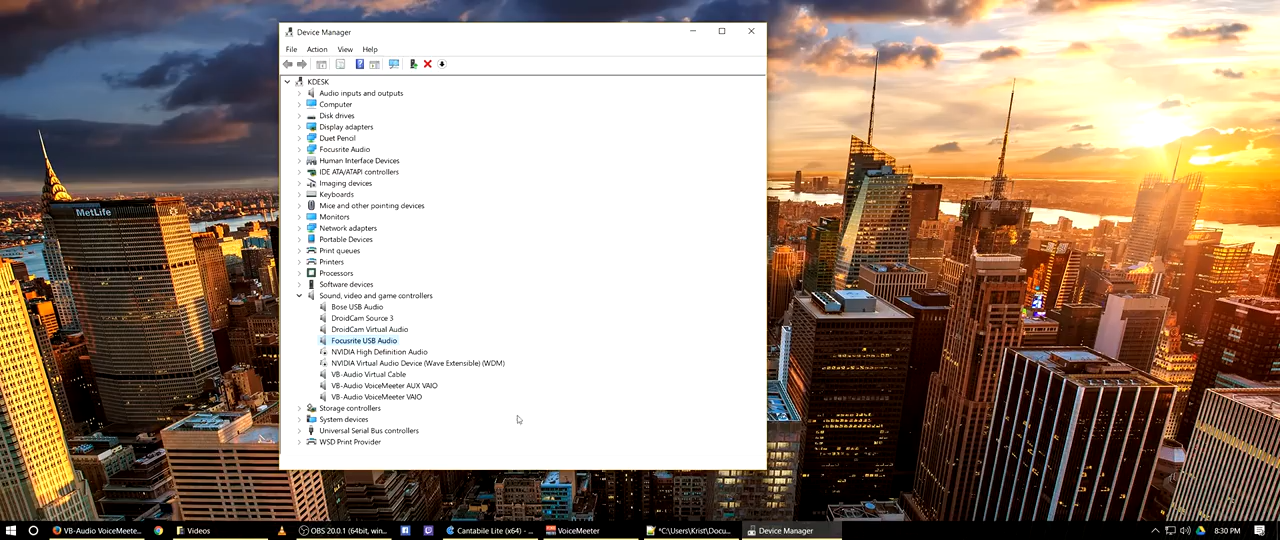 Device Manager
File Action View Help
KDESK
Audio inputs and outputs
Computer
Disk drives
Display adapters
Duet Pencil
Focusrite Audio
Human Interface Devices
IDE ATA/ATAPI controllers
Imaging devices
Keyboards
Mice and other pointing devices
Monitors
Network adapters
Portable Devices
Print queues
Printers
Processors
Software devices
Sound, video and game controllers
Bose USB Audio
DroidCam Source 3
DroidCam Virtual Audio
Focusrite USB Audio
NVIDIA High Definition Audio
NVIDIA Virtual Audio Device (Wave Extensible) (WDM)
VB-Audio Virtual Cable
VB-Audio VoiceMeeter AUX VAIO
VB-Audio VoiceMeeter VAIO
Storage controllers
System devices
Universal Serial Bus controllers
WSD Print Provider
MetLife
VB-Audio VoiceMeete... Videos OBS 20.0.1 (64bit, win... Cantabile Lite (x64) - ... VoiceMeeter *C:\Users\Krist\Docu... Device Manager 8:30 PM